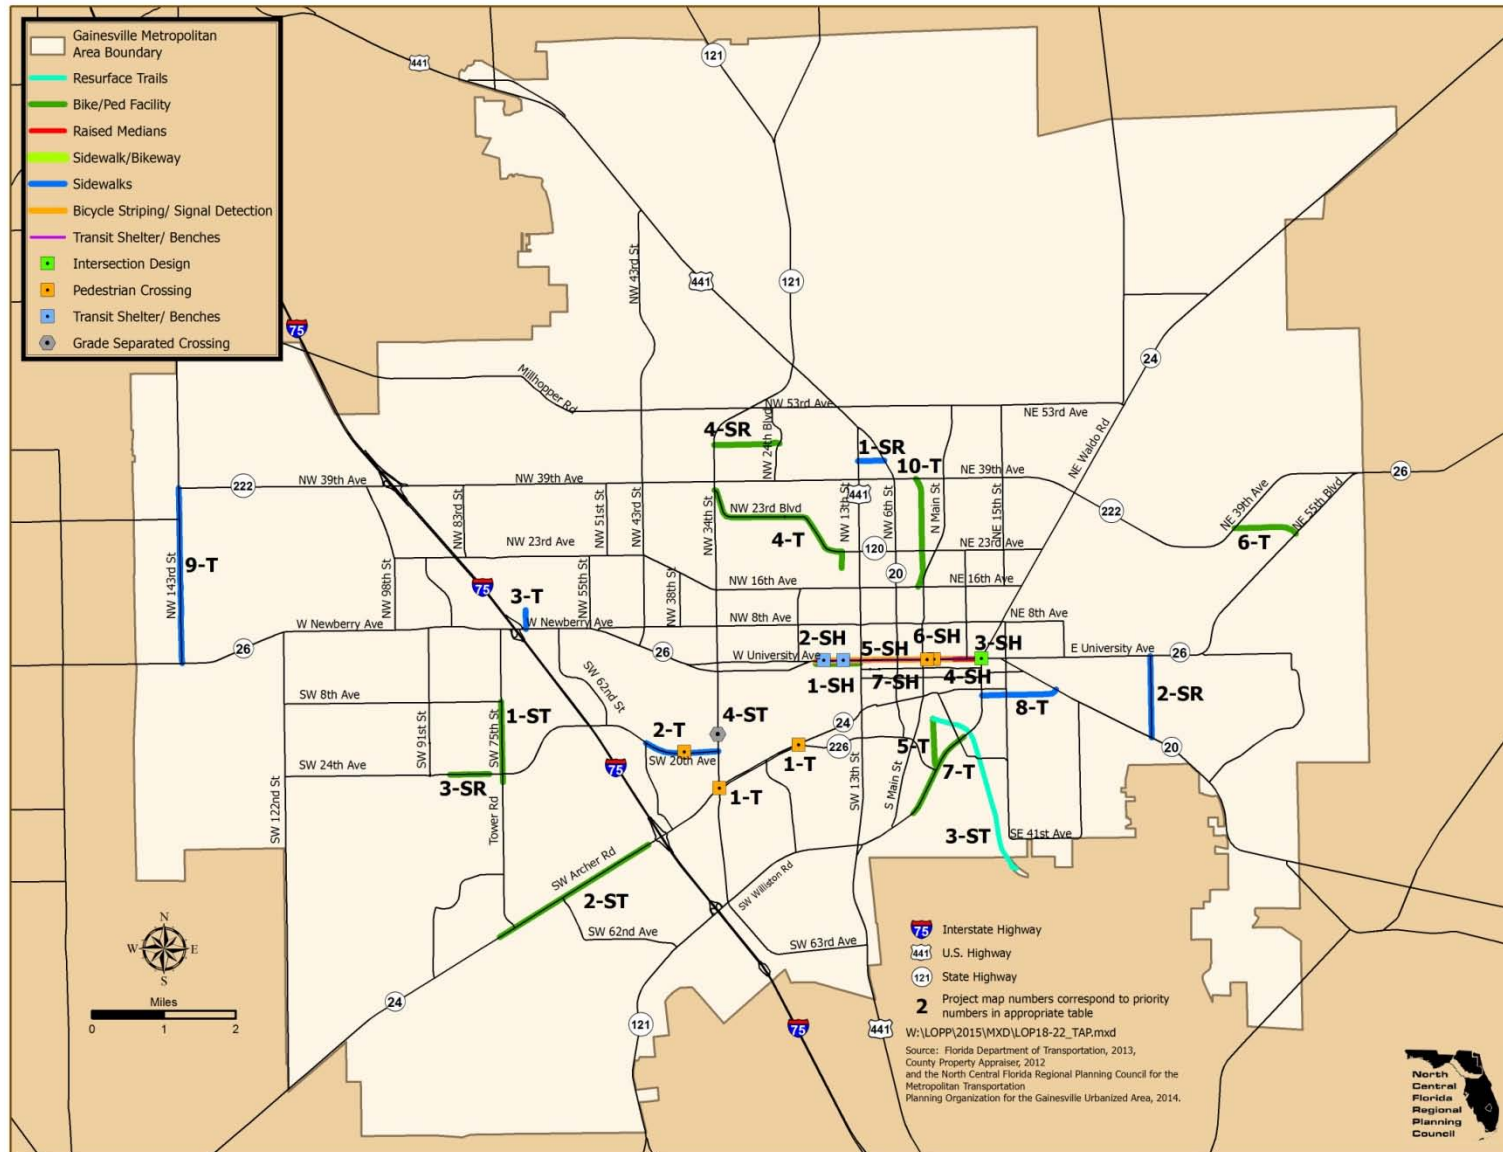 Gainesville Metropolitan
Area Boundary
Resurface Trails
Bike/Ped Facility
Raised Medians
Sidewalk/Bikeway
Sidewalks
Bicycle Striping/ Signal Detection
Transit Shelter/ Benches
Intersection Design
Pedestrian Crossing
Transit Shelter/ Benches
Grade Separated Crossing
441
121
441
121
75
24
NW 43rd St
Millhopper Rd
NW 53rd Ave
NE 53rd Ave
NW 24th Blvd
NE Waldo Rd
4-SR
1-SR
10-T
222
NW 39th Ave
NW 39th Ave
NE 39th Ave
441
26
222
NE 39th Ave
NE 55th Blvd
6-T
NW 83rd St
NW 51st St
NW 43rd St
NW 34th St
NW 23rd Blvd
4-T
NW 13th St
NW 6th St
N Main St
NE 15th St
NW 23rd Ave
120
NE 23rd Ave
9-T
NW 143rd St
NW 98th St
75
3-T
NW 55th St
NW 38th St
20
NW 16th Ave
NE 16th Ave
W Newberry Ave
W Newberry Ave
NW 8th Ave
NE 8th Ave
26
26
2-SH
5-SH
6-SH
3-SH
W University Ave
E University Ave
26
1-SH
7-SH
4-SH
SW 8th Ave
SW 62nd St
8-T
2-SR
1-ST
SW 75th St
SW 91st St
2-T
4-ST
24
226
5-T
20
SW 20th Ave
1-T
7-T
SW 24th Ave
3-SR
75
1-T
SW 13th St
S Main St
SW 122nd St
Tower Rd
3-ST
SE 41st Ave
SW Archer Rd
2-ST
SW Williston Rd
SW 62nd Ave
SW 63rd Ave
24
121
75
441
N
W
E
S
Miles
0
1
2
75 Interstate Highway
441 U.S. Highway
121 State Highway
2 Project map numbers correspond to priority
numbers in appropriate table
W:\LOPP\2015\MXD\LOP18-22_TAP.mxd
Source: Florida Department of Transportation, 2013,
County Property Appraiser, 2012
and the North Central Florida Regional Planning Council for the
Metropolitan Transportation
Planning Organization for the Gainesville Urbanized Area, 2014.
North
Central
Florida
Regional
Planning
Council